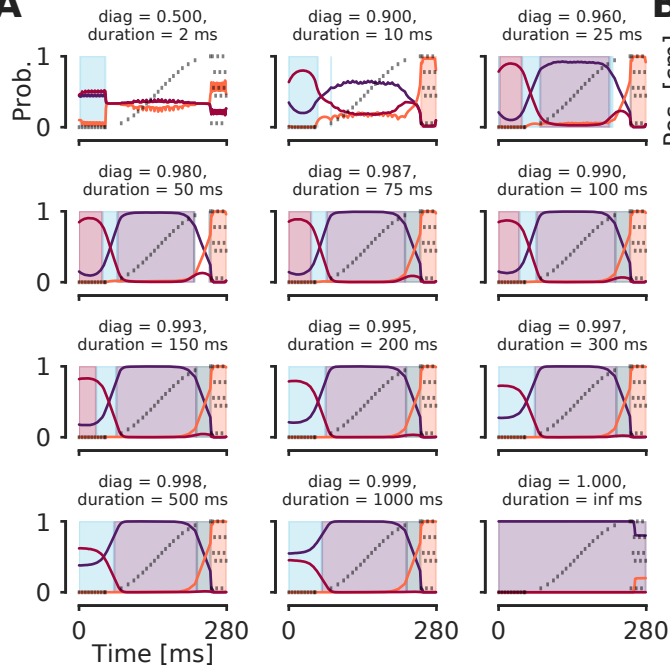 A
B
diag = 0.500,
duration = 2 ms
diag = 0.900,
duration = 10 ms
diag = 0.960,
duration = 25 ms
Prob.
1
0
diag = 0.980,
duration = 50 ms
diag = 0.987,
duration = 75 ms
diag = 0.990,
duration = 100 ms
1
0
diag = 0.993,
duration = 150 ms
diag = 0.995,
duration = 200 ms
diag = 0.997,
duration = 300 ms
1
0
diag = 0.998,
duration = 500 ms
diag = 0.999,
duration = 1000 ms
diag = 1.000,
duration = inf ms
1
0
0 280
0 280
0 280
Time [ms]